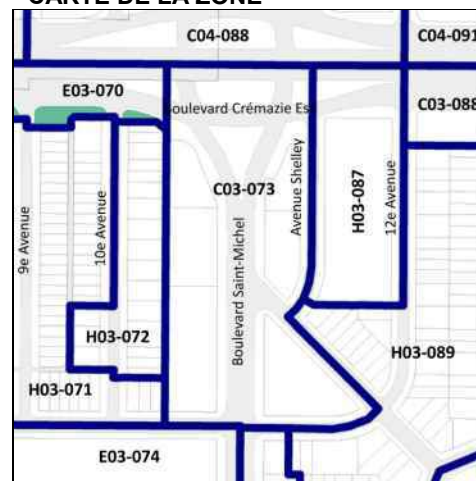 CARTE DE LA ZONE
C04-088
C04-091
E03-070
Boulevard Crémazie Es
C03-088
C03-073
Avenue Shelley
H03-087
12e Avenue
9e Avenue
10e Avenue
Boulevard Saint-Michel
H03-072
H03-089
H03-071
E03-074